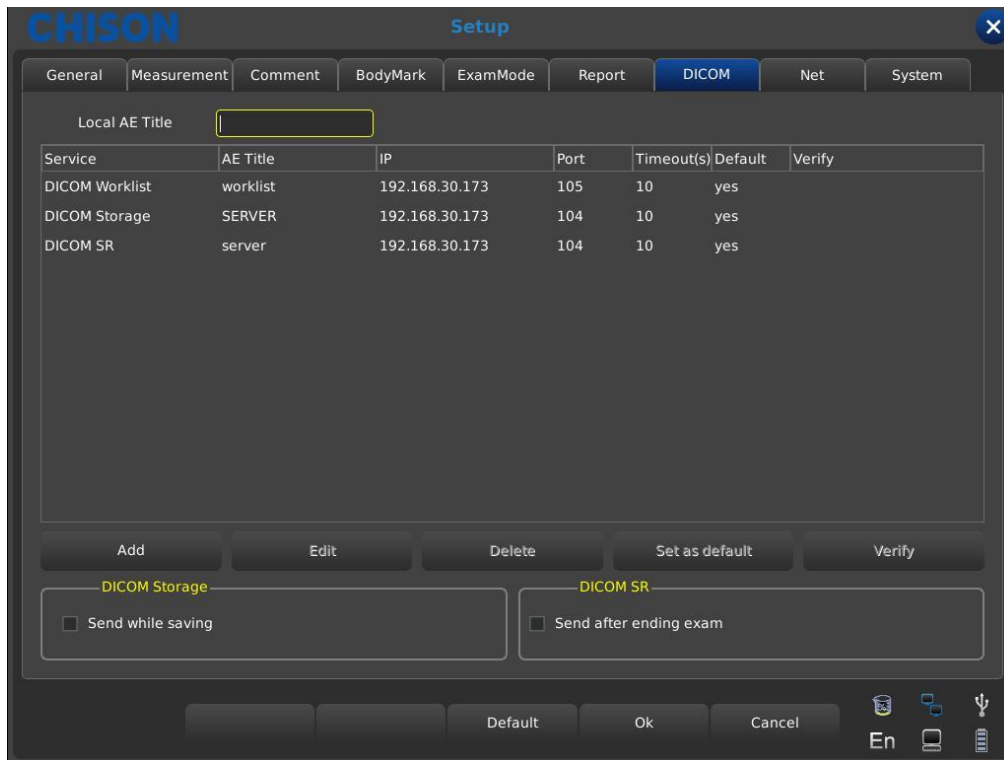 CHISON
Setup
General Measurement Comment BodyMark ExamMode Report DICOM Net System
Local AE Title
Service AE Title IP Port Timeout(s) Default Verify
DICOM Worklist worklist 192.168.30.173 105 10 yes
DICOM Storage SERVER 192.168.30.173 104 10 yes
DICOM SR server 192.168.30.173 104 10 yes
Add Edit Delete Set as default Verify
DICOM Storage DICOM SR
Send while saving Send after ending exam
Default Ok Cancel
En